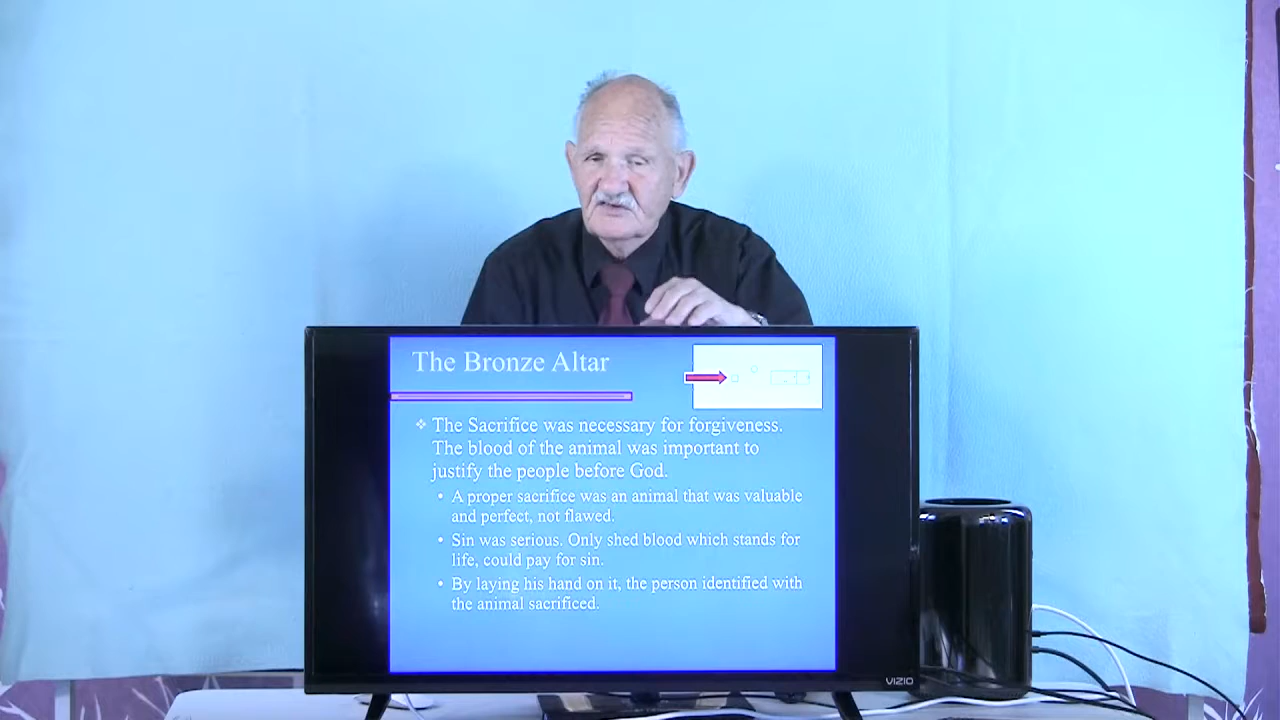 The Bronze Altar
❖ The Sacrifice was necessary for forgiveness.
The blood of the animal was important to
justify the people before God.
• A proper sacrifice was an animal that was valuable
and perfect, not flawed.
• Sin was serious. Only shed blood which stands for
life, could pay for sin.
• By laying his hand on it, the person identified with
the animal sacrificed.
VIZIO